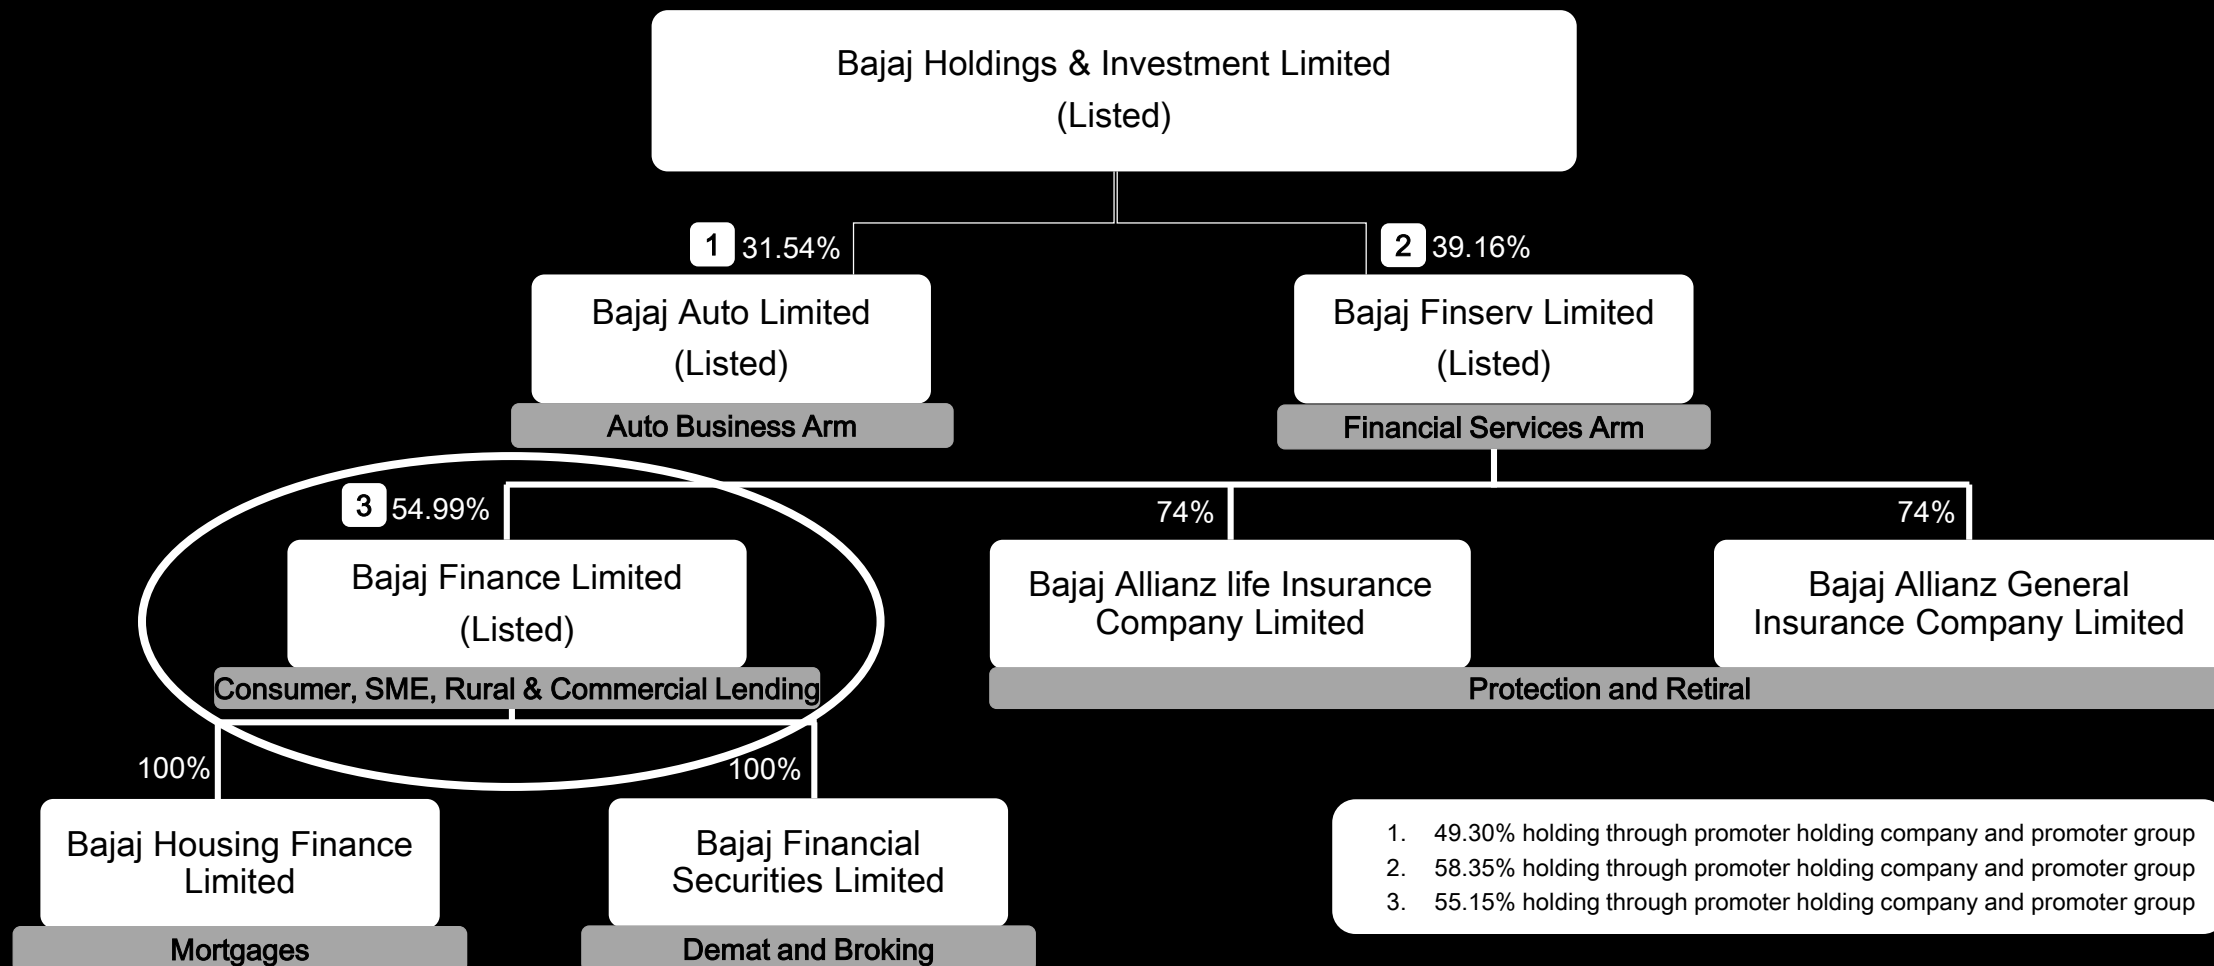 Bajaj Holdings & Investment Limited
(Listed)
1 31.54%
2 39.16%
Bajaj Auto Limited
(Listed)
Auto Business Arm
Bajaj Finserv Limited
(Listed)
Financial Services Arm
3 54.99%
74%
74%
Bajaj Finance Limited
(Listed)
Consumer, SME, Rural & Commercial Lending
Bajaj Allianz life Insurance
Company Limited
Bajaj Allianz General
Insurance Company Limited
Protection and Retiral
100%
100%
Bajaj Housing Finance
Limited
Mortgages
Bajaj Financial
Securities Limited
Demat and Broking
1. 49.30% holding through promoter holding company and promoter group
2. 58.35% holding through promoter holding company and promoter group
3. 55.15% holding through promoter holding company and promoter group